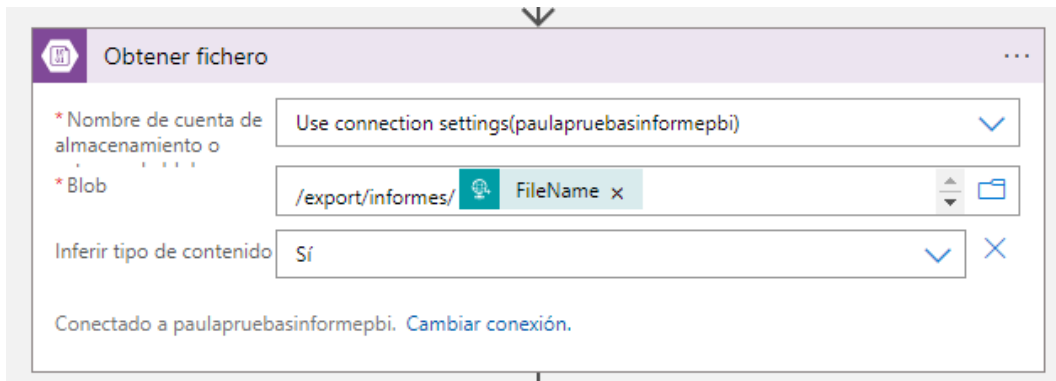 Obtener fichero
* Nombre de cuenta de
almacenamiento o
Use connection settings(paulapruebasinformepbi)
* Blob
/export/informes/ FileName ×
Inferir tipo de contenido
Sí
Conectado a paulapruebasinformepbi. Cambiar conexión.